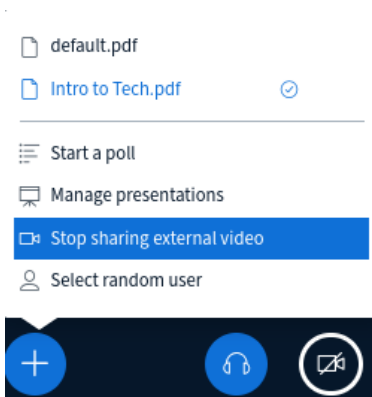 default.pdf
Intro to Tech.pdf
Start a poll
Manage presentations
Stop sharing external video
Select random user